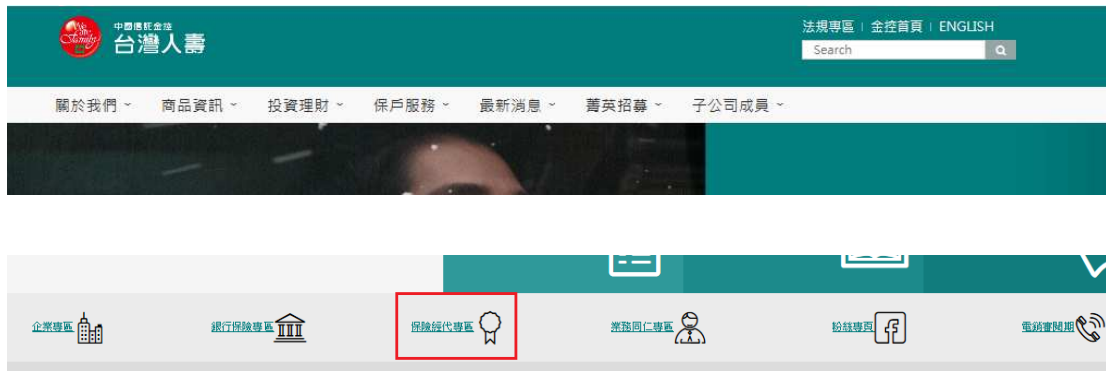 We are Family
中國信託金控
台灣人壽
法規專區 | 金控首頁 | ENGLISH
Search
關於我們 商品資訊 投資理財 保戶服務 最新消息 菁英招募 子公司成員
企業專區 銀行保險專區 保險經代專區 業務同仁專區 粉絲專頁 電銷審閱期